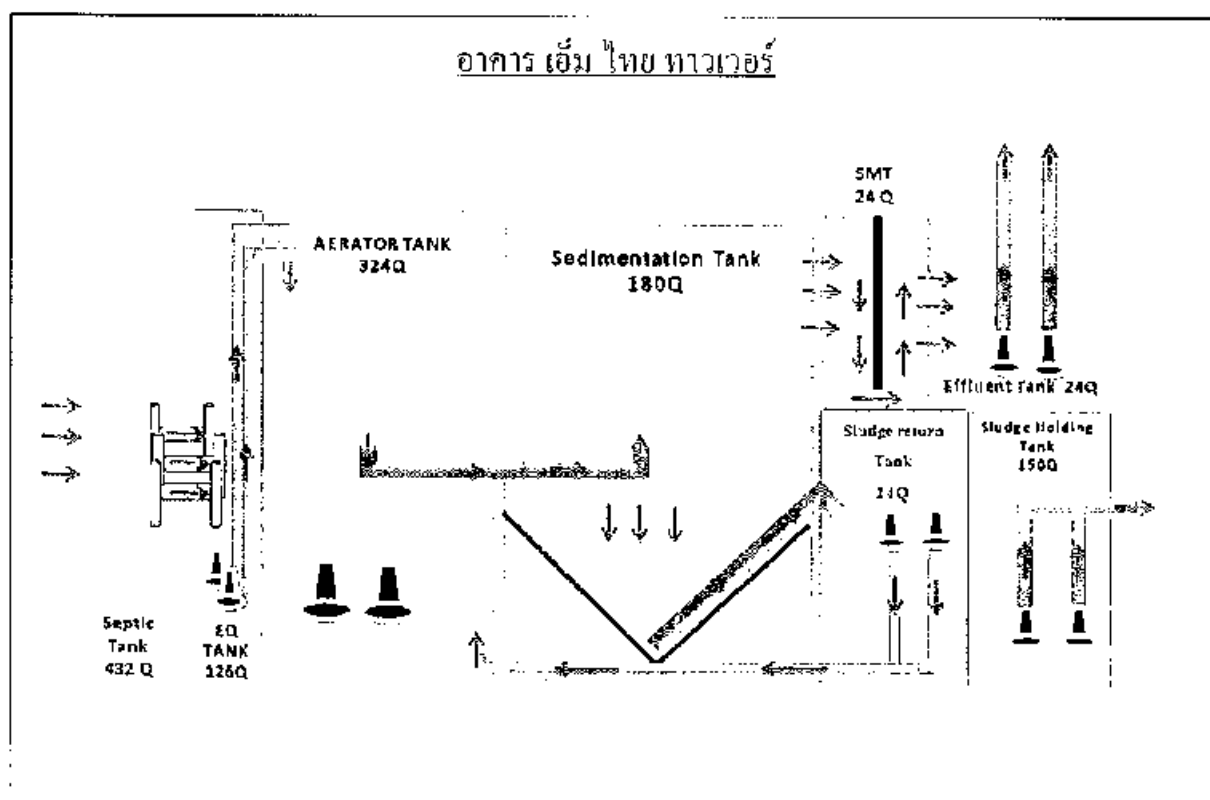 อาคาร เอ็ม ไทย ทาวเวอร์
SMT
24 Q
AERATOR TANK
324Q
Sedimentation Tank
180Q
Effluent Tank 24Q
Sludge return
Tank
24Q
Sludge Holding
Tank
150Q
Septic
Tank
432 Q
EQ
TANK
126Q